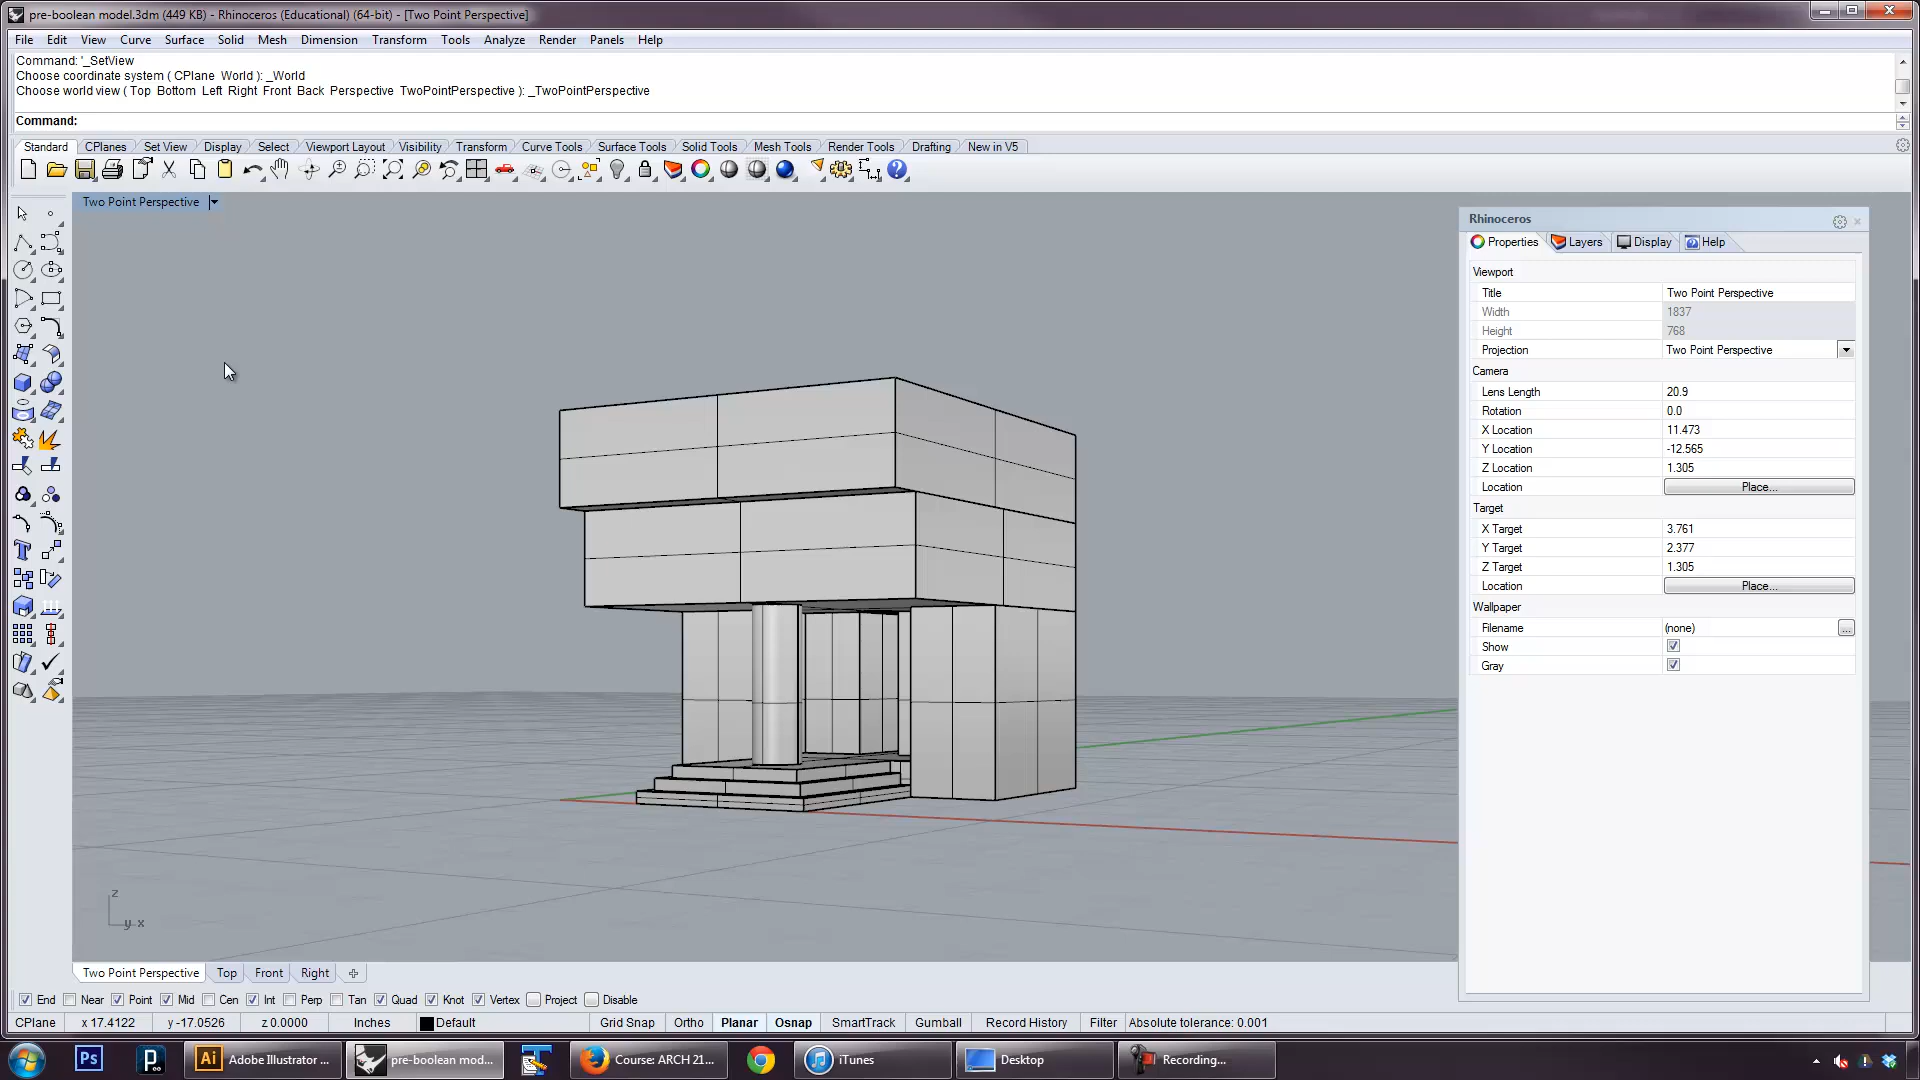 pre-boolean model.3dm (449 KB) - Rhinoceros (Educational) (64-bit) - [Two Point Perspective]
File Edit View Curve Surface Solid Mesh Dimension Transform Tools Analyze Render Panels Help
Command: '_SetView
Choose coordinate system ( CPlane World ): _World
Choose world view ( Top Bottom Left Right Front Back Perspective TwoPointPerspective ): _TwoPointPerspective
Command:
Standard CPlanes Set View Display Select Viewport Layout Visibility Transform Curve Tools Surface Tools Solid Tools Mesh Tools Render Tools Drafting New in V5
Two Point Perspective
Rhinoceros
Properties Layers Display Help
Viewport
Title Two Point Perspective
Width 1837
Height 768
Projection Two Point Perspective
Camera
Lens Length 20.9
Rotation 0.0
X Location 11.473
Y Location -12.565
Z Location 1.305
Location Place...
Target
X Target 3.761
Y Target 2.377
Z Target 1.305
Location Place...
Wallpaper
Filename (none) ...
Show
Gray
z
y x
Two Point Perspective Top Front Right
End Near Point Mid Cen Int Perp Tan Quad Knot Vertex Project Disable
CPlane x 17.4122 y -17.0526 z 0.0000 Inches Default Grid Snap Ortho Planar Osnap SmartTrack Gumball Record History Filter Absolute tolerance: 0.001
Ps p.. Ai Adobe Illustrator ... pre-boolean mod... Course: ARCH 21... iTunes Desktop Recording...